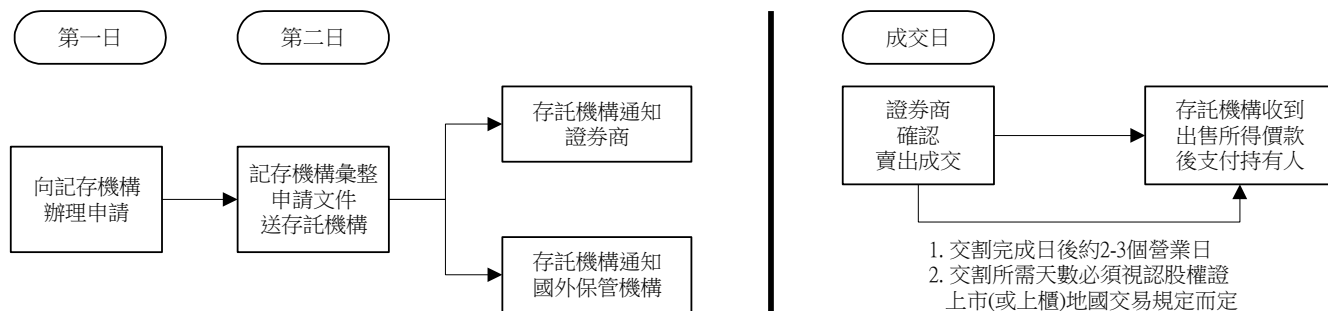 第一日
第二日
成交日
向記存機構
辦理申請
記存機構彙整
申請文件
送存託機構
存託機構通知
證券商
存託機構通知
國外保管機構
證券商
確認
賣出成交
存託機構收到
出售所得價款
後支付持有人
1. 交割完成日後約2-3個營業日
2. 交割所需天數必須視認股權證
上市(或上櫃)地國交易規定而定